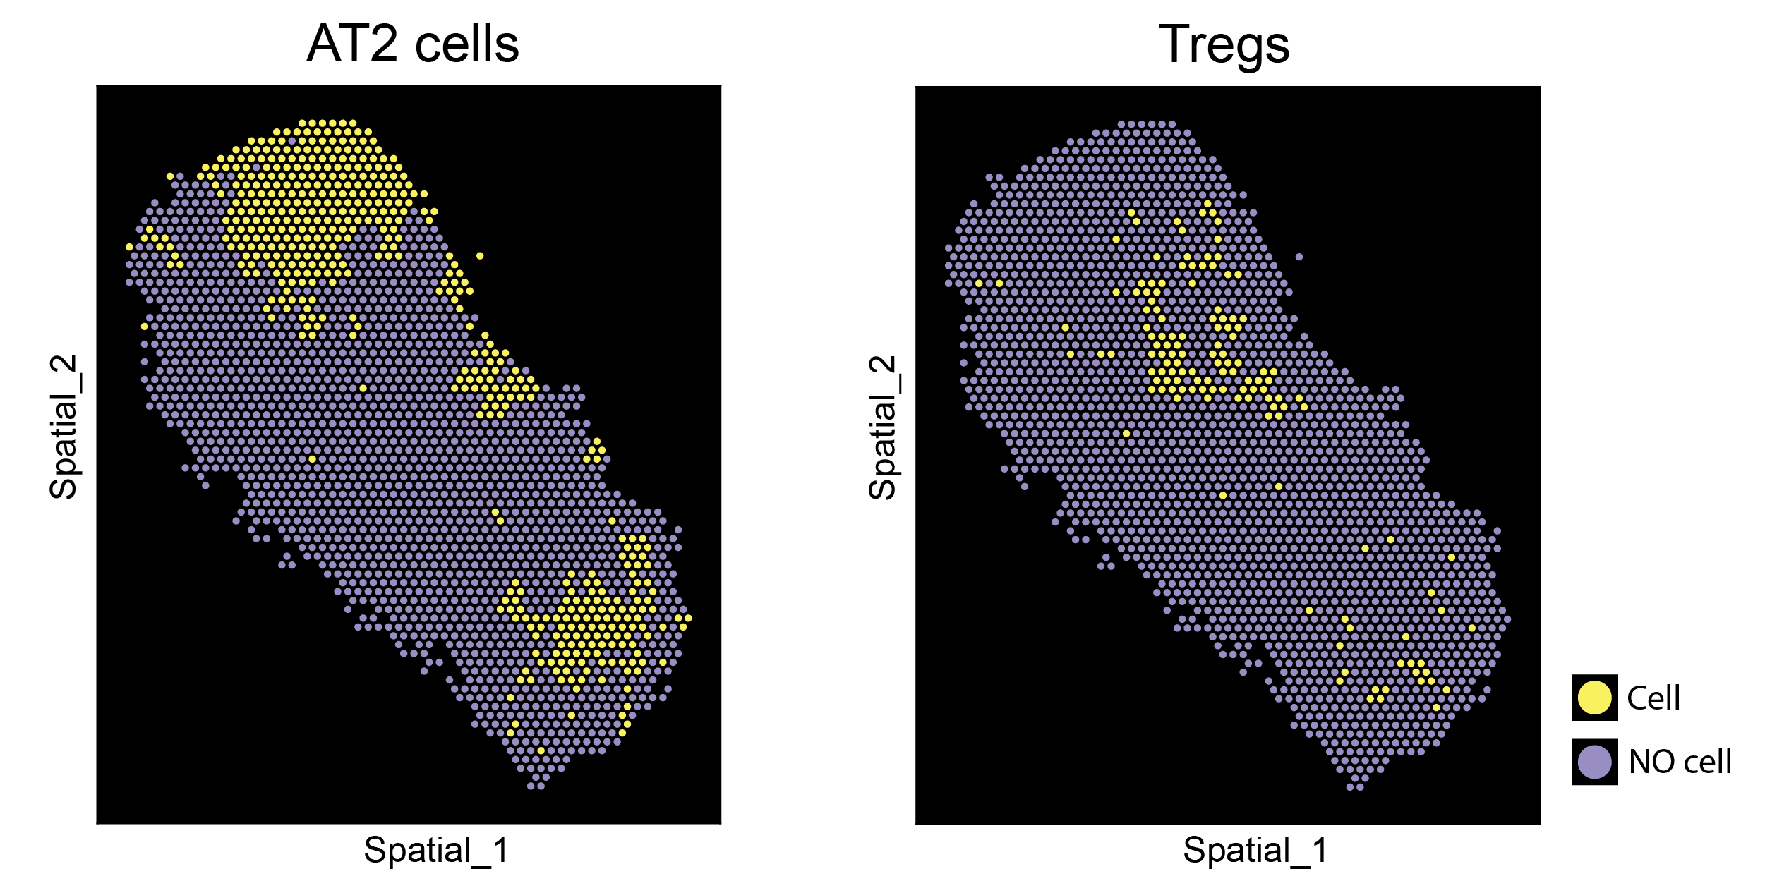 AT2 cells
Tregs
Spatial_2
Spatial_2
Cell
NO cell
Spatial_1
Spatial_1